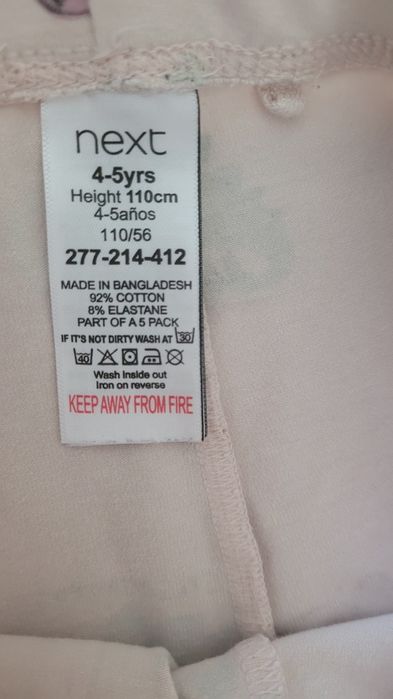 next
4-5yrs
Height 110cm
4-5años
110/56
277-214-412
MADE IN BANGLADESH
92% COTTON
8% ELASTANE
PART OF A 5 PACK
IF IT'S NOT DIRTY WASH AT 30
40
Wash inside out
Iron on reverse
KEEP AWAY FROM FIRE